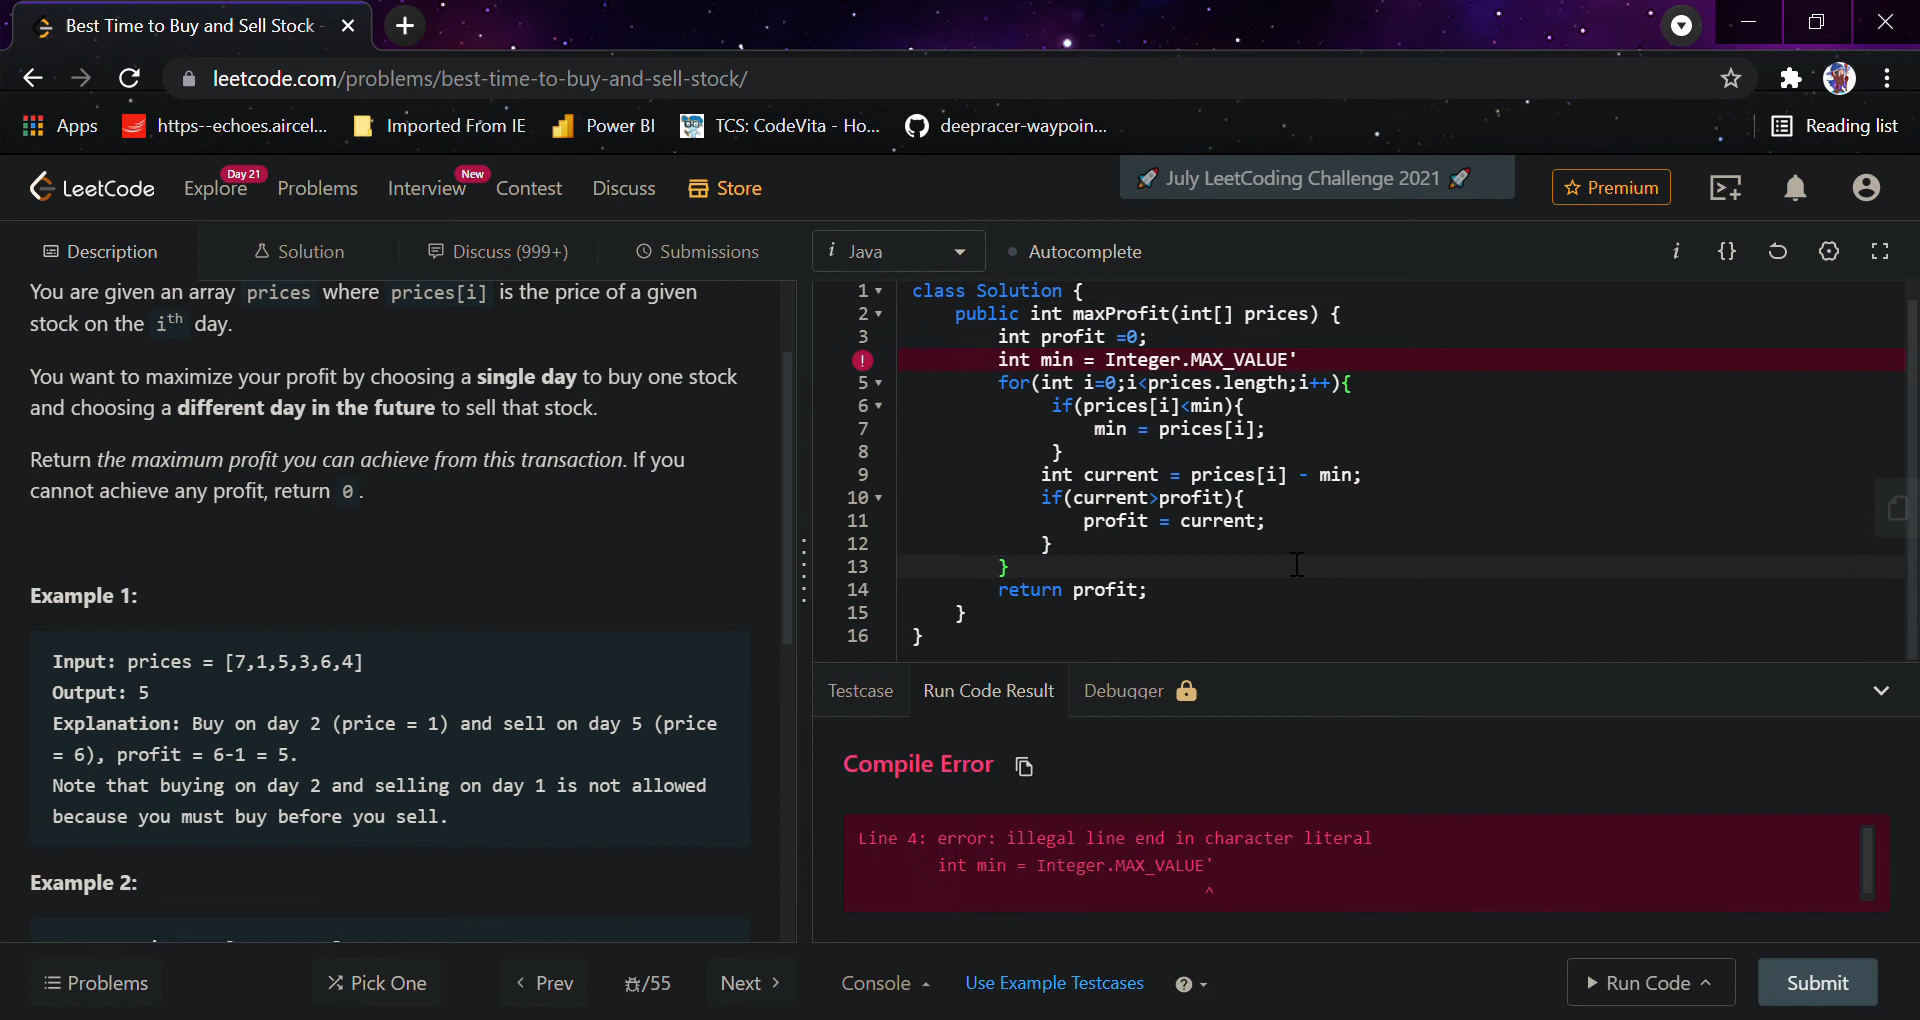 Best Time to Buy and Sell Stock -
leetcode.com/problems/best-time-to-buy-and-sell-stock/
Apps https--echoes.aircel... Imported From IE Power BI TCS: CodeVita - Ho... deepracer-waypoin... Reading list
LeetCode Explore Day 21 Problems Interview New Contest Discuss Store 🚀 July LeetCoding Challenge 2021 🚀 Premium
Description Solution Discuss (999+) Submissions i Java Autocomplete i {}
You are given an array prices where prices[i] is the price of a given
stock on the ith day.
You want to maximize your profit by choosing a single day to buy one stock
and choosing a different day in the future to sell that stock.
Return the maximum profit you can achieve from this transaction. If you
cannot achieve any profit, return 0.
Example 1:
Input: prices = [7,1,5,3,6,4]
Output: 5
Explanation: Buy on day 2 (price = 1) and sell on day 5 (price
= 6), profit = 6-1 = 5.
Note that buying on day 2 and selling on day 1 is not allowed
because you must buy before you sell.
Example 2:
1 class Solution {
2 public int maxProfit(int[] prices) {
3 int profit =0;
! int min = Integer.MAX_VALUE'
5 for(int i=0;i<prices.length;i++){
6 if(prices[i]<min){
7 min = prices[i];
8 }
9 int current = prices[i] - min;
10 if(current>profit){
11 profit = current;
12 }
13 }
14 return profit;
15 }
16 }
Testcase Run Code Result Debugger
Compile Error
Line 4: error: illegal line end in character literal
int min = Integer.MAX_VALUE'
^
Problems Pick One < Prev /55 Next > Console Use Example Testcases ? Run Code Submit